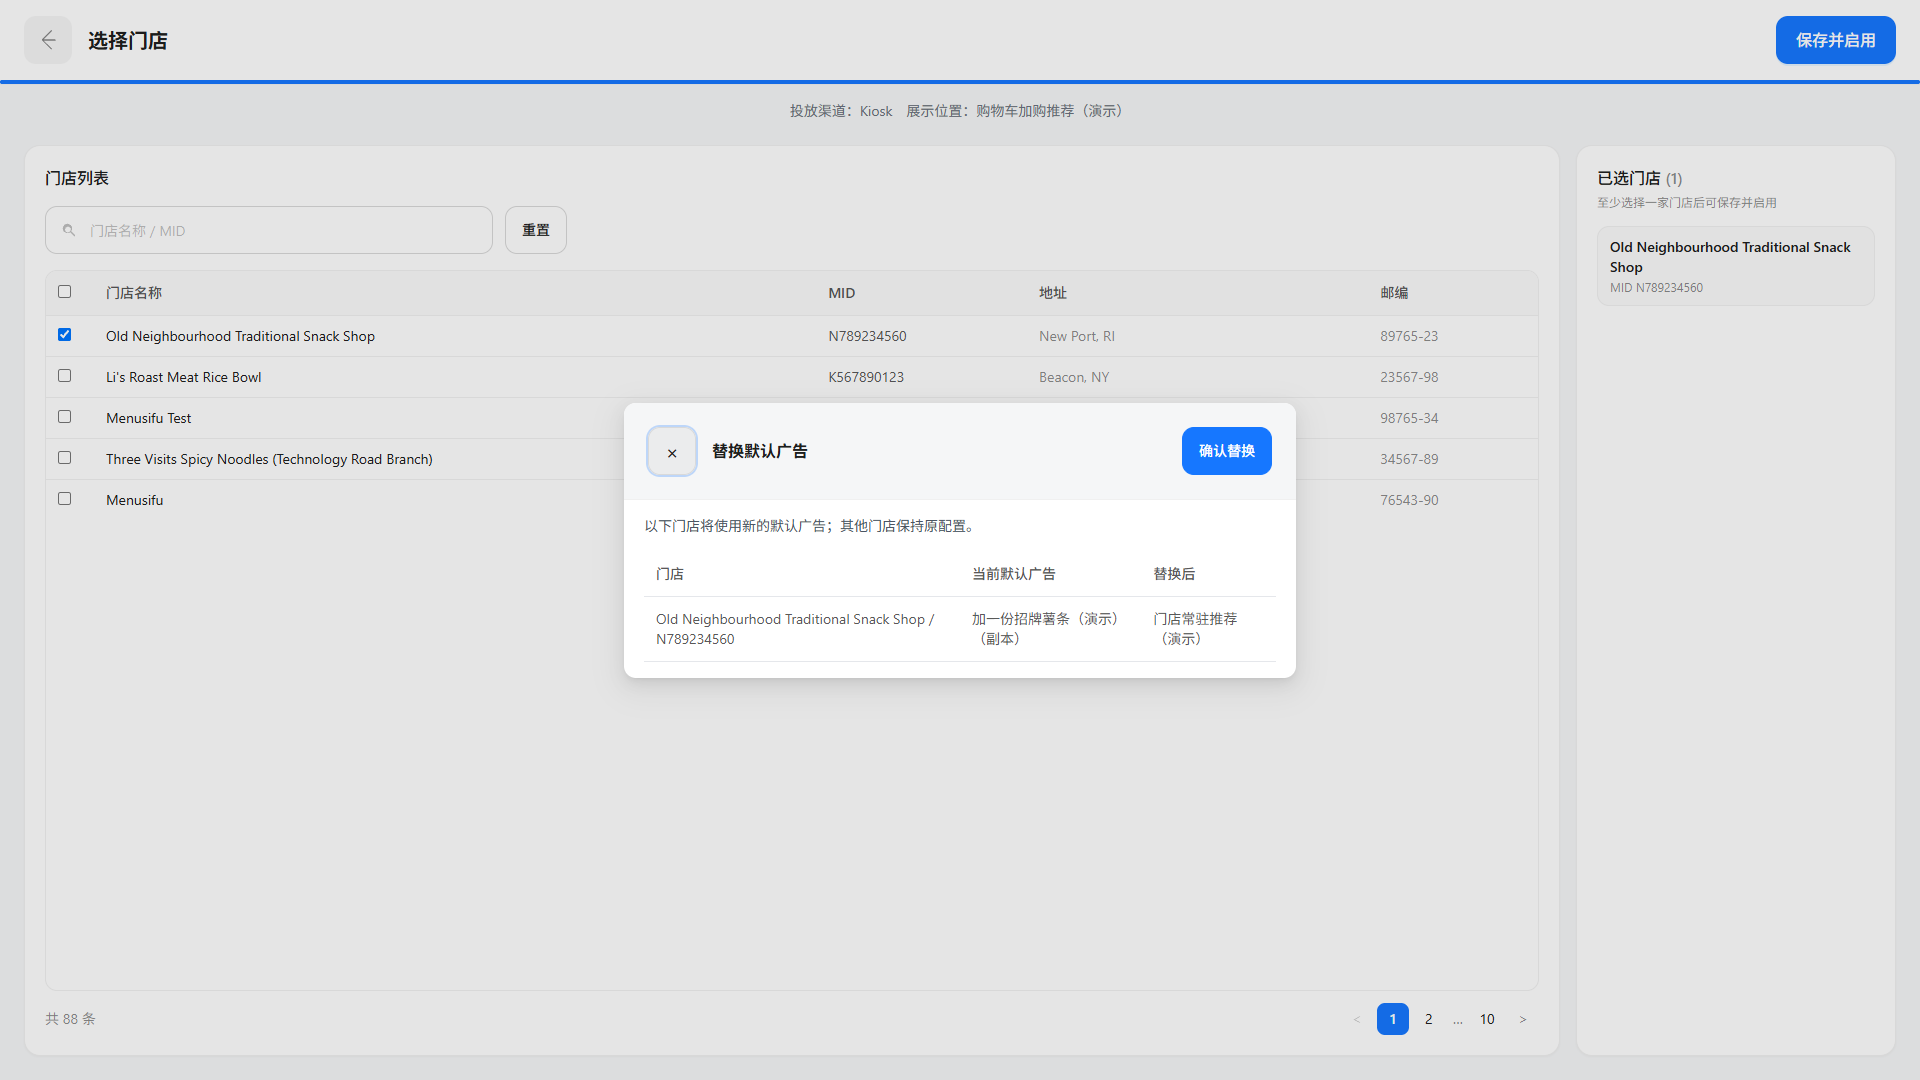 选择门店
保存并启用
投放渠道：Kiosk 展示位置：购物车加购推荐（演示）
门店列表
门店名称 / MID
重置
门店名称 MID 地址 邮编
Old Neighbourhood Traditional Snack Shop N789234560 New Port, RI 89765-23
Li's Roast Meat Rice Bowl K567890123 Beacon, NY 23567-98
Menusifu Test 98765-34
Three Visits Spicy Noodles (Technology Road Branch) 34567-89
Menusifu 76543-90
共 88 条
< 1 2 ... 10 >
已选门店 (1)
至少选择一家门店后可保存并启用
Old Neighbourhood Traditional Snack
Shop
MID N789234560
× 替换默认广告
确认替换
以下门店将使用新的默认广告；其他门店保持原配置。
门店 当前默认广告 替换后
Old Neighbourhood Traditional Snack Shop / 加一份招牌薯条（演示） 门店常驻推荐
N789234560 （副本） （演示）